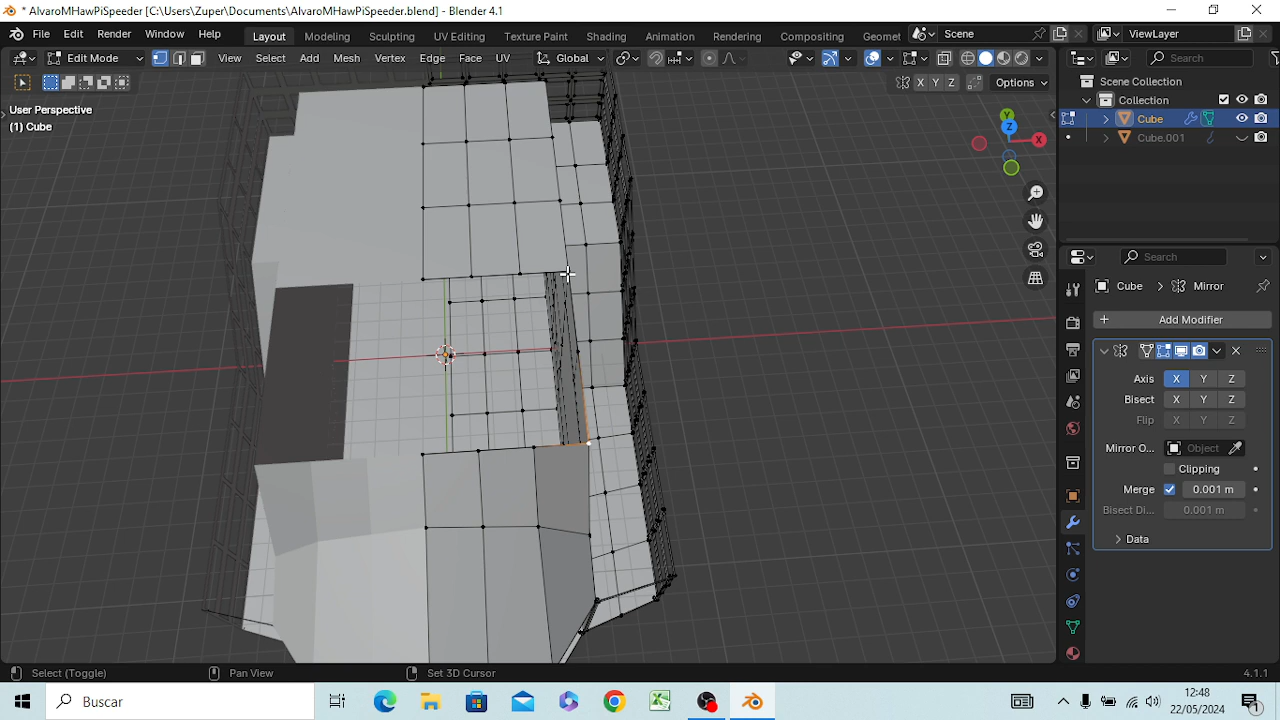 * AlvaroMHawPiSpeeder [C:\Users\Zuper\Documents\AlvaroMHawPiSpeeder.blend] - Blender 4.1
File Edit Render Window Help Layout Modeling Sculpting UV Editing Texture Paint Shading Animation Rendering Compositing Geomet Scene ViewLayer
Edit Mode View Select Add Mesh Vertex Edge Face UV Global Search
X Y Z Options
User Perspective
(1) Cube
Scene Collection
Collection
Cube
Cube.001
Y
Z
X
Search
Cube > Mirror
+ Add Modifier
Axis X Y Z
Bisect X Y Z
Flip X Y Z
Mirror O... Object
Clipping
Merge 0.001 m
Bisect Di... 0.001 m
Data
Select (Toggle) Pan View Set 3D Cursor 4.1.1
Buscar
12:48
22/05/2024
1